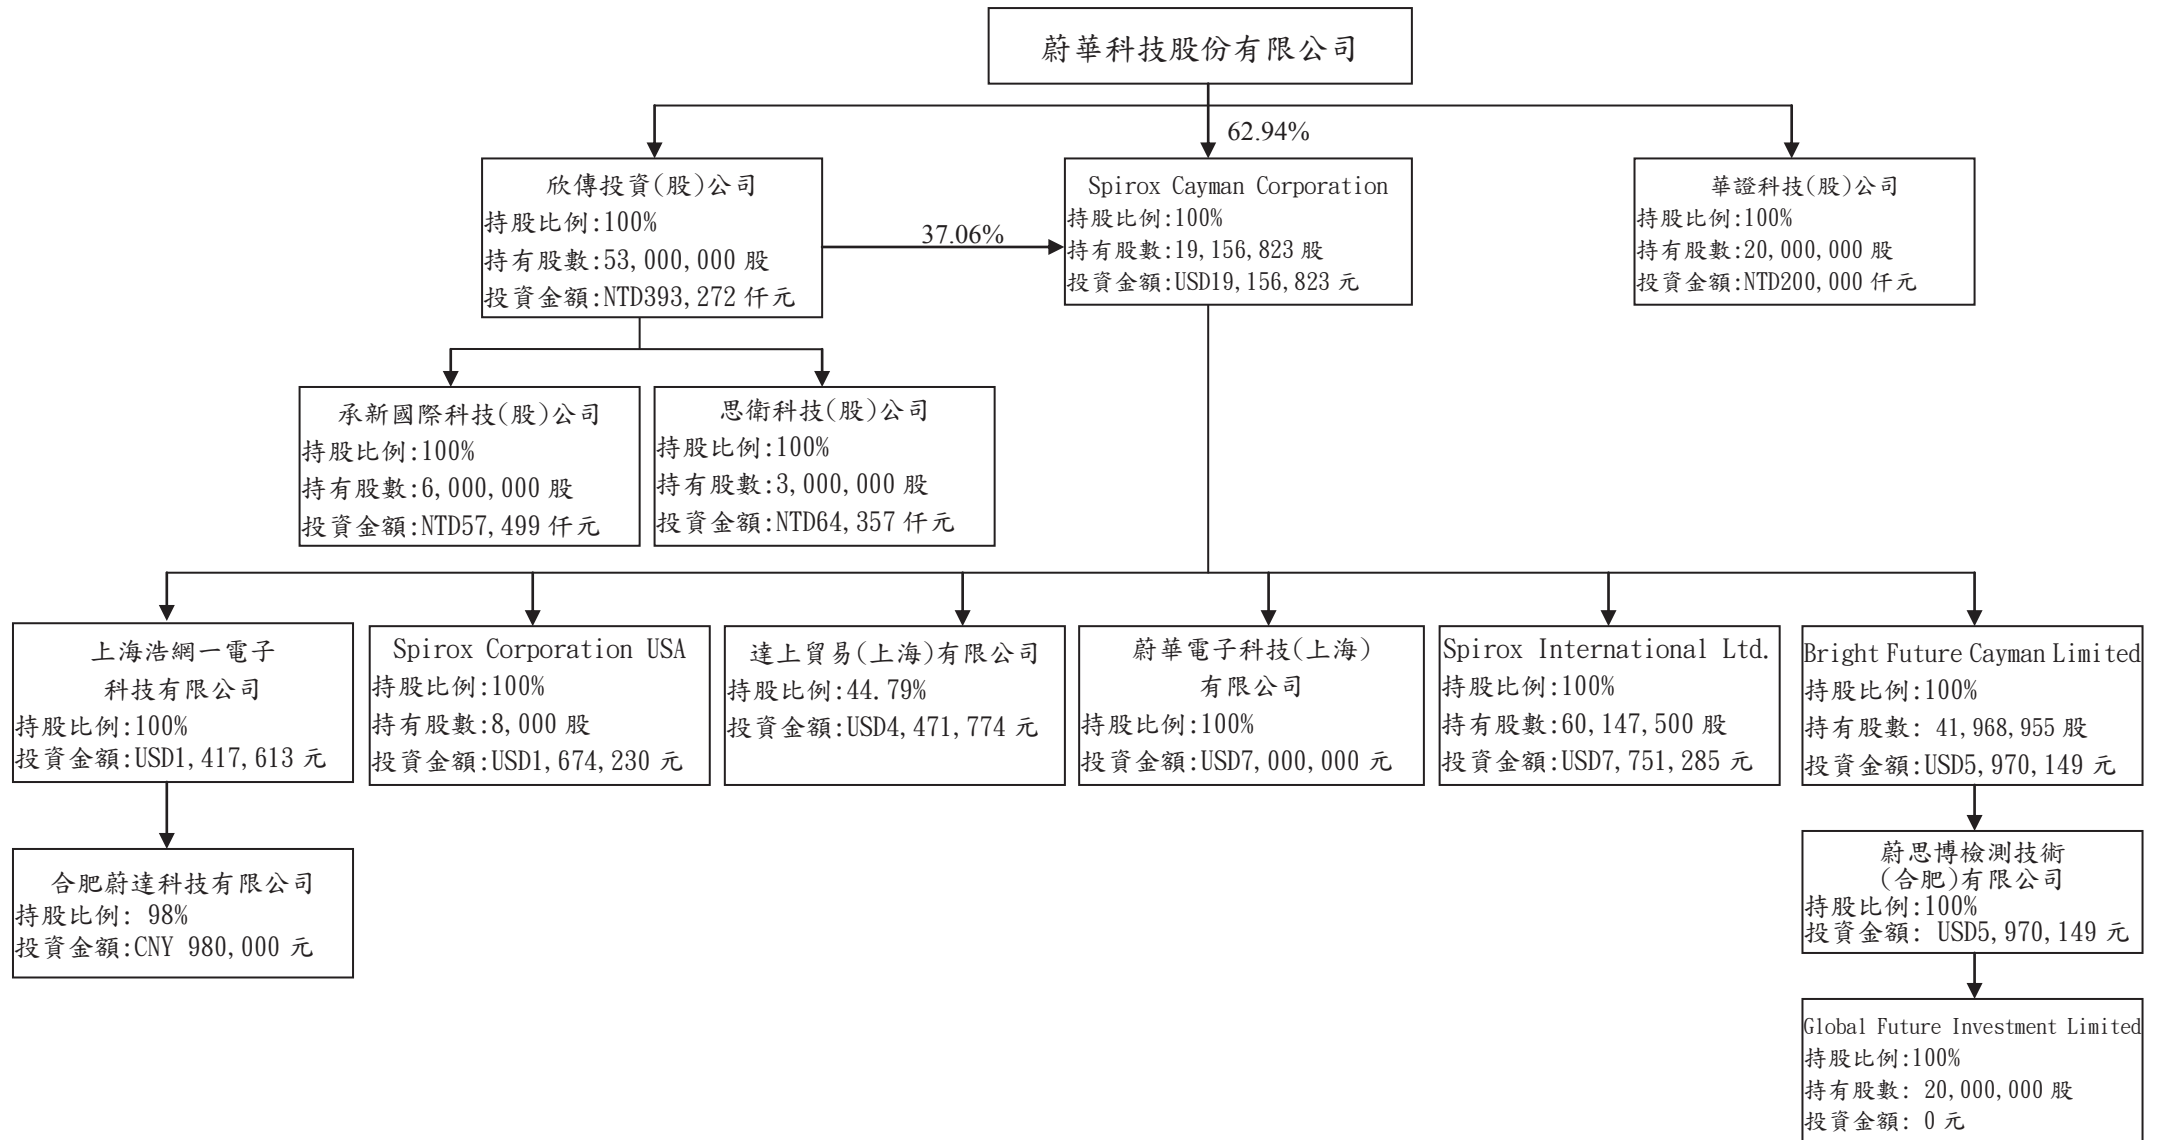 蔚華科技股份有限公司
62.94%
欣傳投資(股)公司
持股比例:100%
持有股數:53,000,000 股
投資金額:NTD393,272 仟元
37.06%
Spirox Cayman Corporation
持股比例:100%
持有股數:19,156,823 股
投資金額:USD19,156,823 元
華證科技(股)公司
持股比例:100%
持有股數:20,000,000 股
投資金額:NTD200,000 仟元
承新國際科技(股)公司
持股比例:100%
持有股數:6,000,000 股
投資金額:NTD57,499 仟元
思衛科技(股)公司
持股比例:100%
持有股數:3,000,000 股
投資金額:NTD64,357 仟元
上海浩網一電子
科技有限公司
持股比例:100%
投資金額:USD1,417,613 元
Spirox Corporation USA
持股比例:100%
持有股數:8,000 股
投資金額:USD1,674,230 元
達上貿易(上海)有限公司
持股比例:44.79%
投資金額:USD4,471,774 元
蔚華電子科技(上海)
有限公司
持股比例:100%
投資金額:USD7,000,000 元
Spirox International Ltd.
持股比例:100%
持有股數:60,147,500 股
投資金額:USD7,751,285 元
Bright Future Cayman Limited
持股比例:100%
持有股數: 41,968,955 股
投資金額:USD5,970,149 元
合肥蔚達科技有限公司
持股比例: 98%
投資金額:CNY 980,000 元
蔚思博檢測技術
(合肥)有限公司
持股比例:100%
投資金額: USD5,970,149 元
Global Future Investment Limited
持股比例:100%
持有股數: 20,000,000 股
投資金額: 0 元